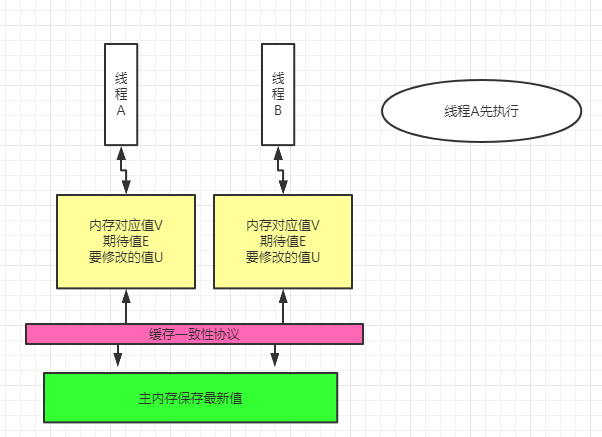 线
程
A
线
程
B
线程A先执行
内存对应值V
期待值E
要修改的值U
内存对应值V
期待值E
要修改的值U
缓存一致性协议
主内存保存最新值